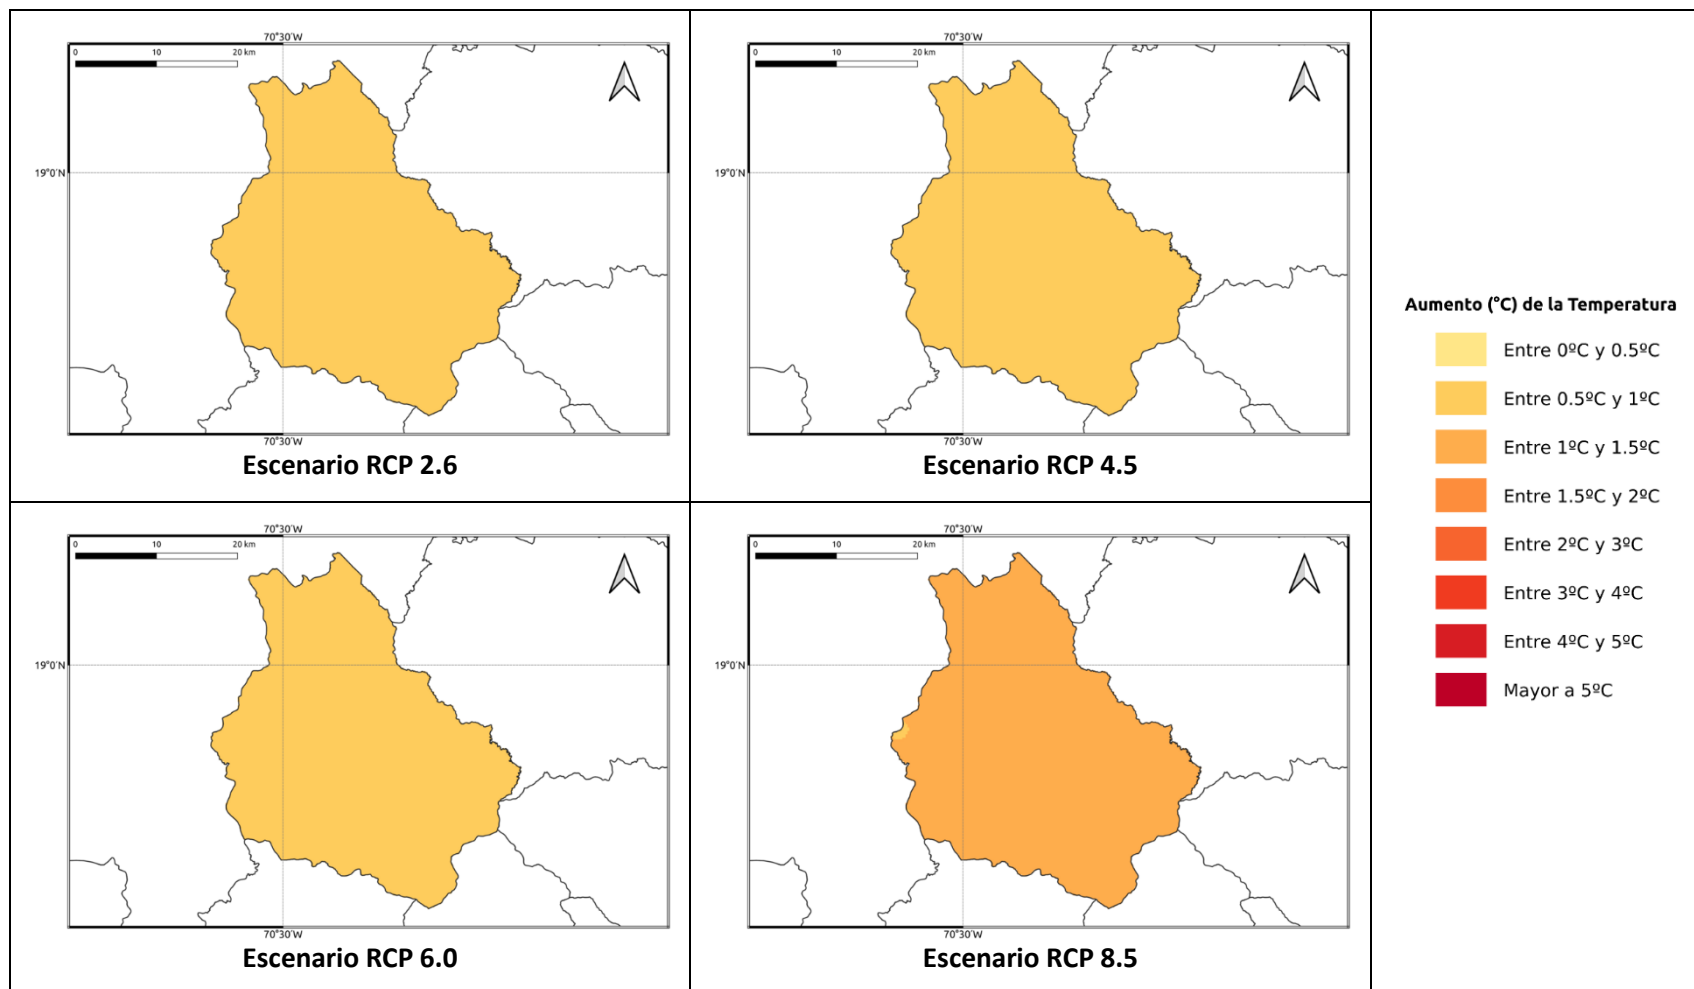 70°30'W
0 10 20 km
19°0'N
70°30'W
Escenario RCP 2.6
70°30'W
0 10 20 km
19°0'N
70°30'W
Escenario RCP 4.5
70°30'W
0 10 20 km
19°0'N
70°30'W
Escenario RCP 6.0
70°30'W
0 10 20 km
19°0'N
70°30'W
Escenario RCP 8.5
Aumento (°C) de la Temperatura
Entre 0ºC y 0.5ºC
Entre 0.5ºC y 1ºC
Entre 1ºC y 1.5ºC
Entre 1.5ºC y 2ºC
Entre 2ºC y 3ºC
Entre 3ºC y 4ºC
Entre 4ºC y 5ºC
Mayor a 5ºC